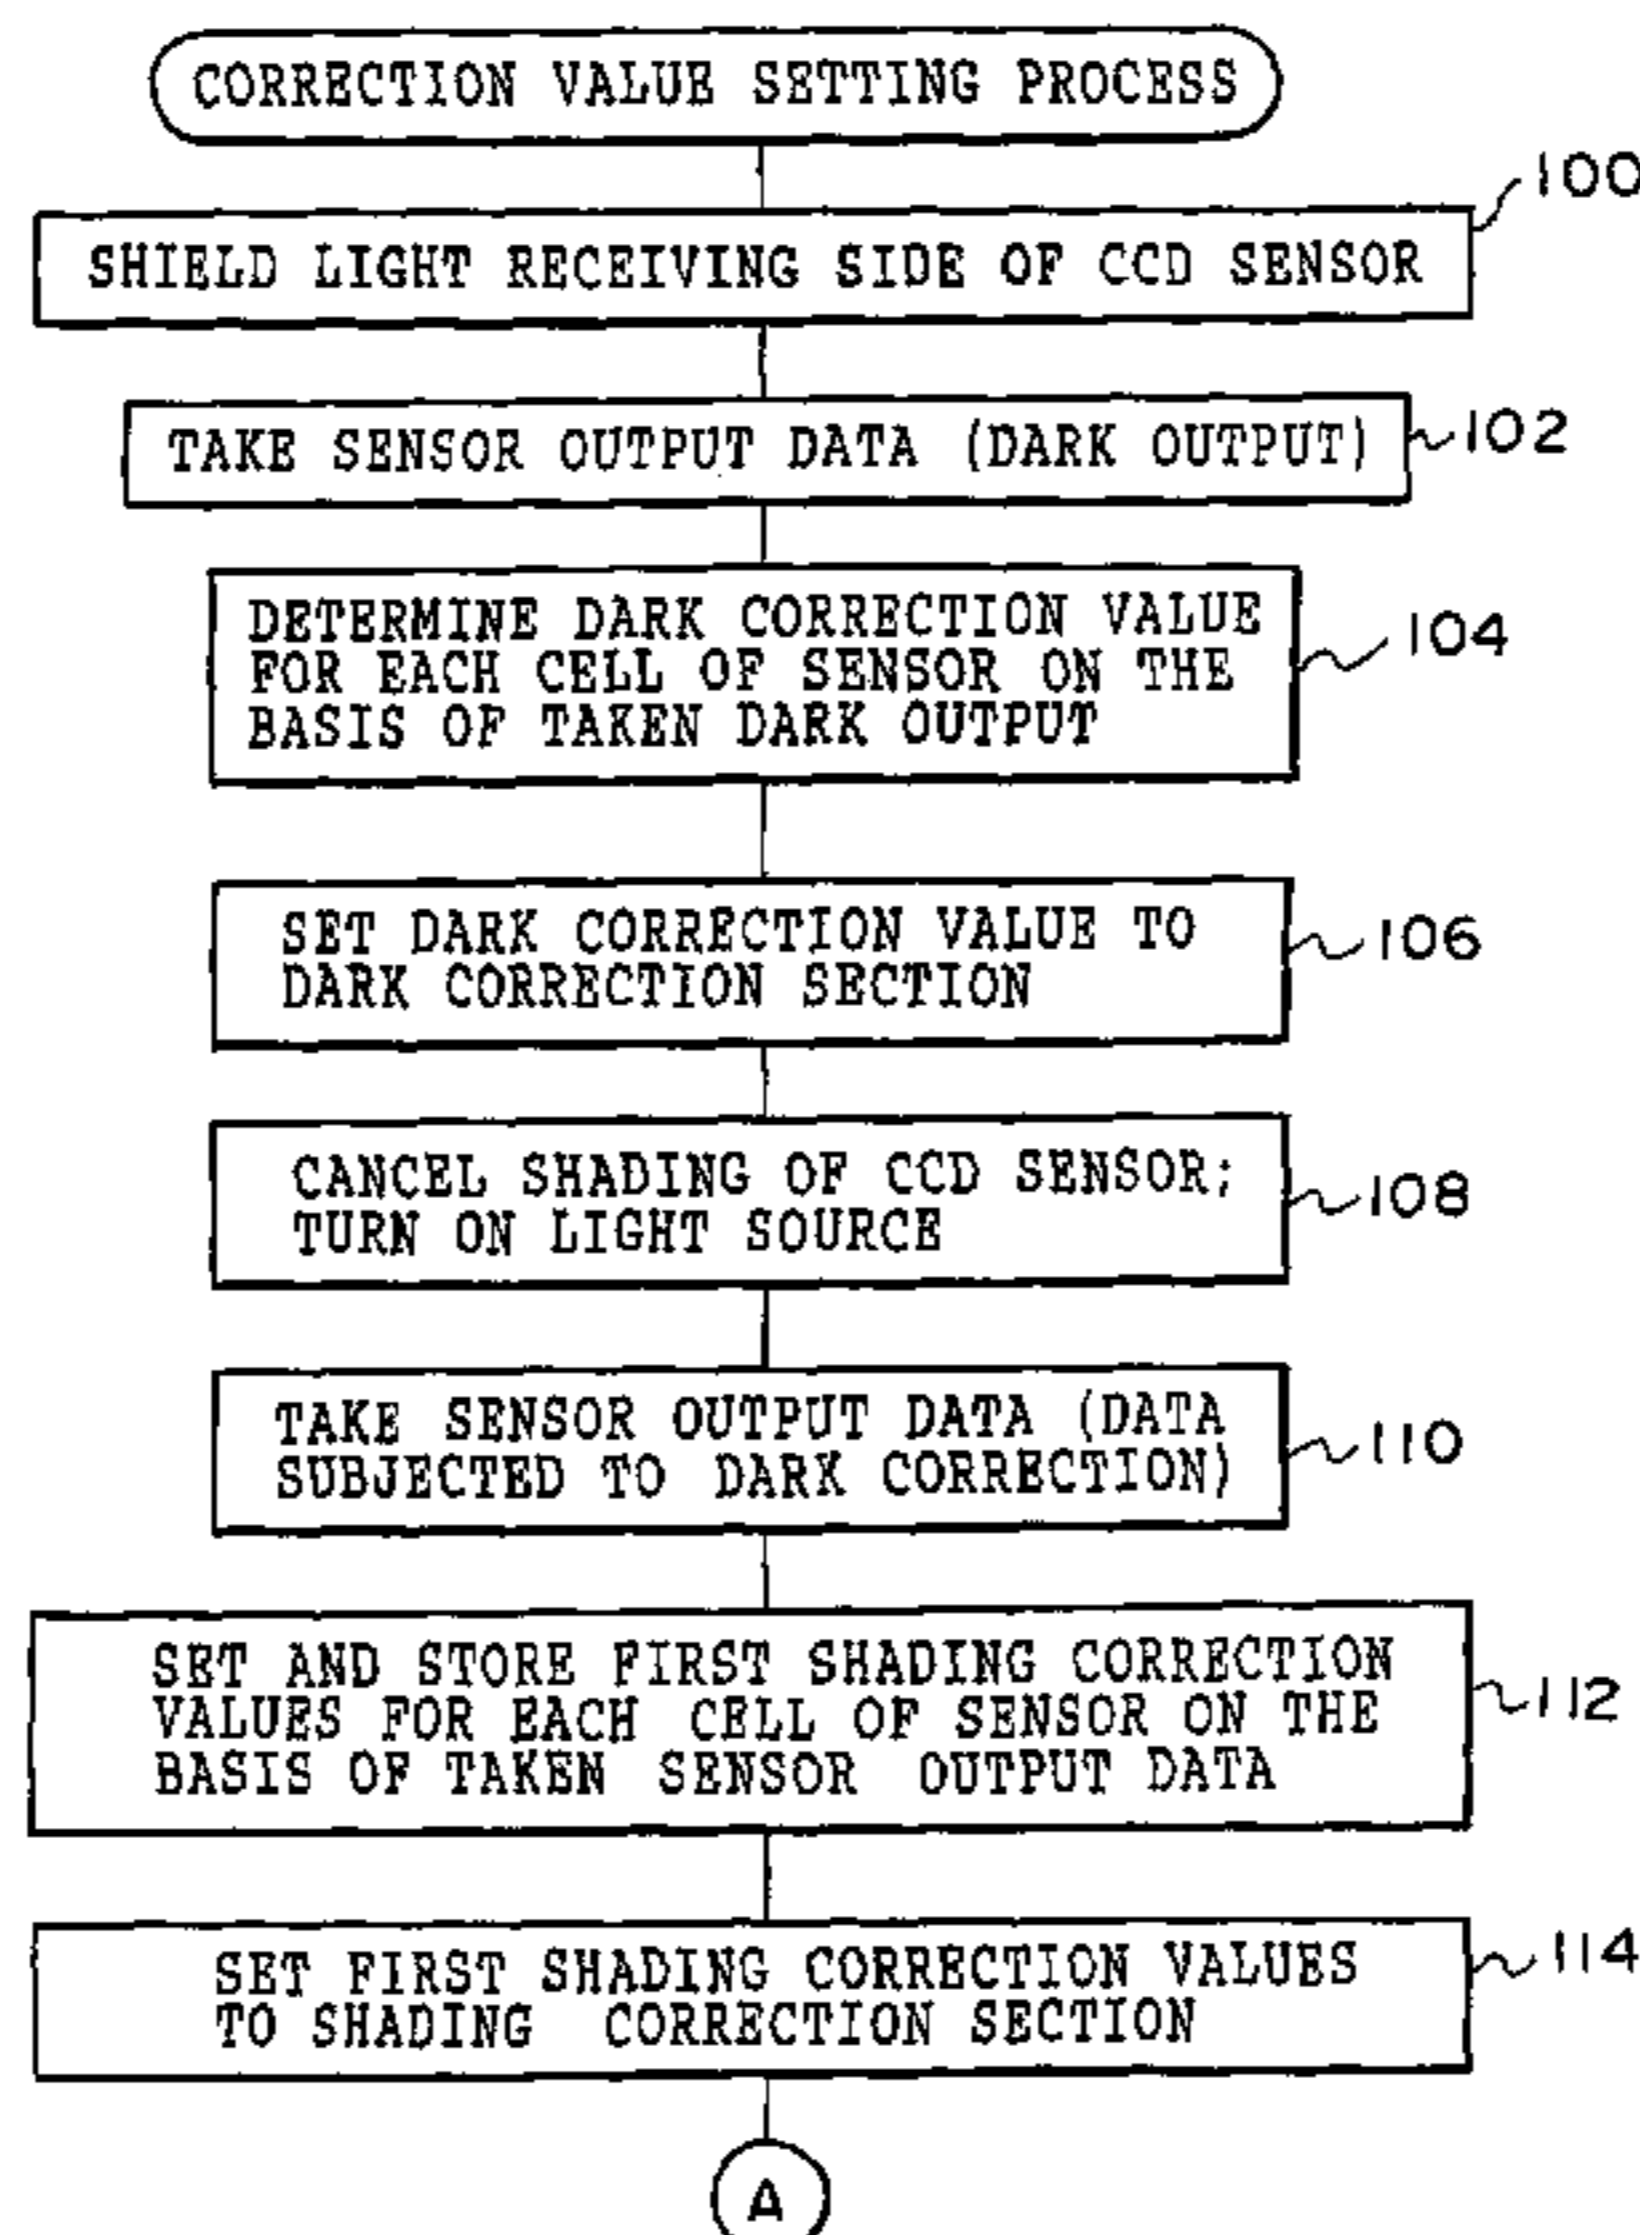 CORRECTION VALUE SETTING PROCESS
100
SHIELD LIGHT RECEIVING SIDE OF CCD SENSOR
TAKE SENSOR OUTPUT DATA (DARK OUTPUT)
102
DETERMINE DARK CORRECTION VALUE
FOR EACH CELL OF SENSOR ON THE
BASIS OF TAKEN DARK OUTPUT
104
SET DARK CORRECTION VALUE TO
DARK CORRECTION SECTION
106
CANCEL SHADING OF CCD SENSOR;
TURN ON LIGHT SOURCE
108
TAKE SENSOR OUTPUT DATA (DATA
SUBJECTED TO DARK CORRECTION)
110
SET AND STORE FIRST SHADING CORRECTION
VALUES FOR EACH CELL OF SENSOR ON THE
BASIS OF TAKEN SENSOR OUTPUT DATA
112
SET FIRST SHADING CORRECTION VALUES
TO SHADING CORRECTION SECTION
114
A